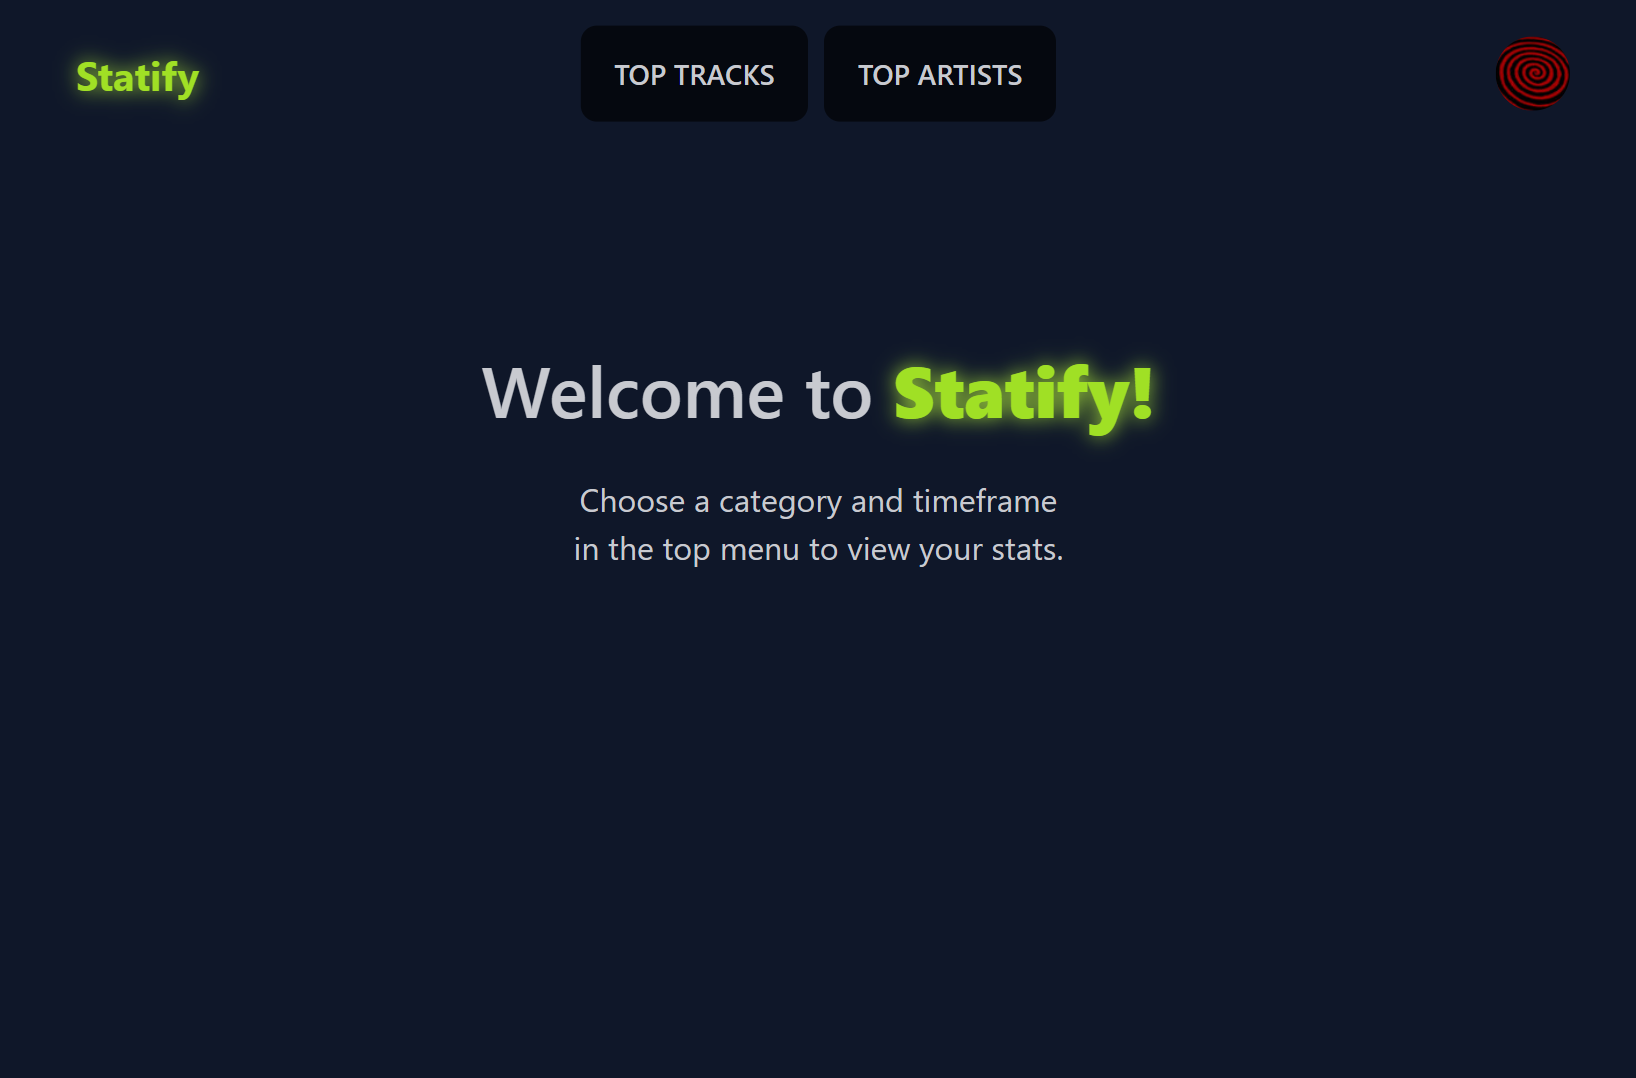 Statify
TOP TRACKS
TOP ARTISTS
Welcome to Statify!
Choose a category and timeframe
in the top menu to view your stats.